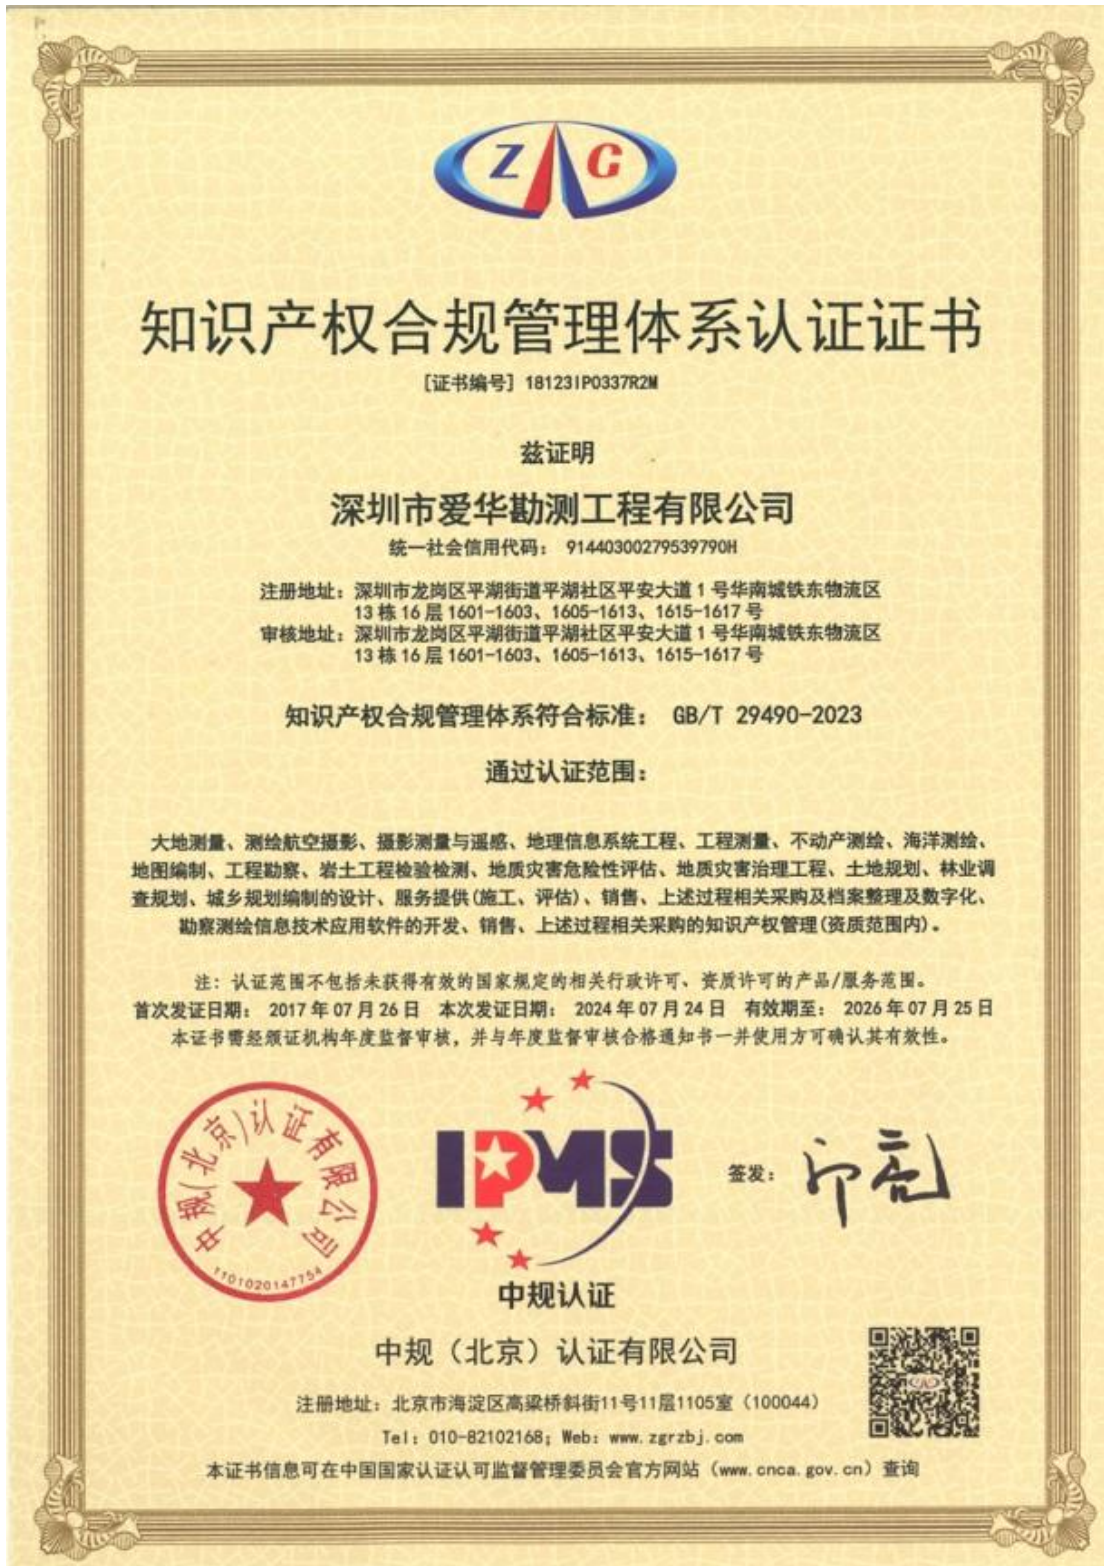 Z G
知识产权合规管理体系认证证书
[证书编号] 18123IP0337R2M
兹证明
深圳市爱华勘测工程有限公司
统一社会信用代码： 91440300279539790H
注册地址：深圳市龙岗区平湖街道平湖社区平安大道1号华南城铁东物流区
13栋16层1601-1603、1605-1613、1615-1617号
审核地址：深圳市龙岗区平湖街道平湖社区平安大道1号华南城铁东物流区
13栋16层1601-1603、1605-1613、1615-1617号
知识产权合规管理体系符合标准： GB/T 29490-2023
通过认证范围：
大地测量、测绘航空摄影、摄影测量与遥感、地理信息系统工程、工程测量、不动产测绘、海洋测绘、
地图编制、工程勘察、岩土工程检验检测、地质灾害危险性评估、地质灾害治理工程、土地规划、林业调
查规划、城乡规划编制的设计、服务提供(施工、评估)、销售、上述过程相关采购及档案整理及数字化、
勘察测绘信息技术应用软件的开发、销售、上述过程相关采购的知识产权管理(资质范围内)。
注：认证范围不包括未获得有效的国家规定的相关行政许可、资质许可的产品/服务范围。
首次发证日期： 2017年07月26日 本次发证日期： 2024年07月24日 有效期至： 2026年07月25日
本证书需经颁证机构年度监督审核，并与年度监督审核合格通知书一并使用方可确认其有效性。
中规(北京)认证有限公司
1101020147754
IPMS
签发：印亮
中规认证
中规（北京）认证有限公司
注册地址：北京市海淀区高梁桥斜街11号11层1105室（100044）
Tel：010-82102168；Web：www.zgrzbj.com
本证书信息可在中国国家认证认可监督管理委员会官方网站（www.cnca.gov.cn）查询